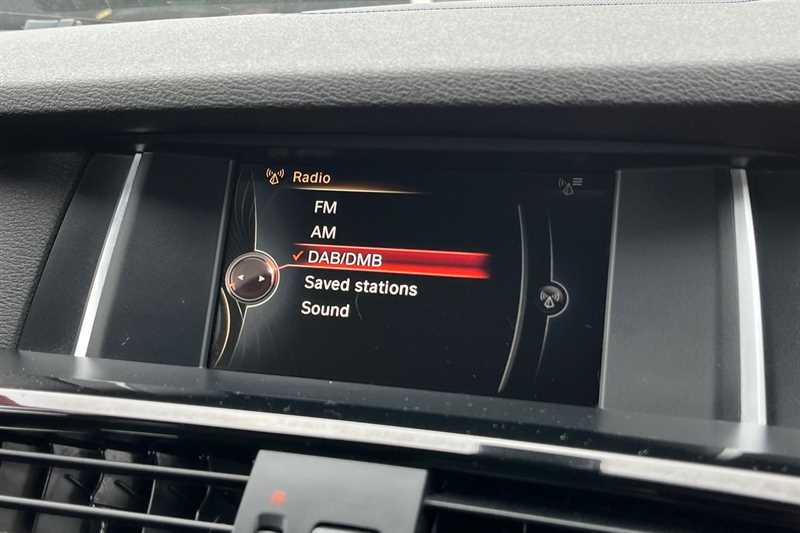 Radio
FM
AM
DAB/DMB
Saved stations
Sound